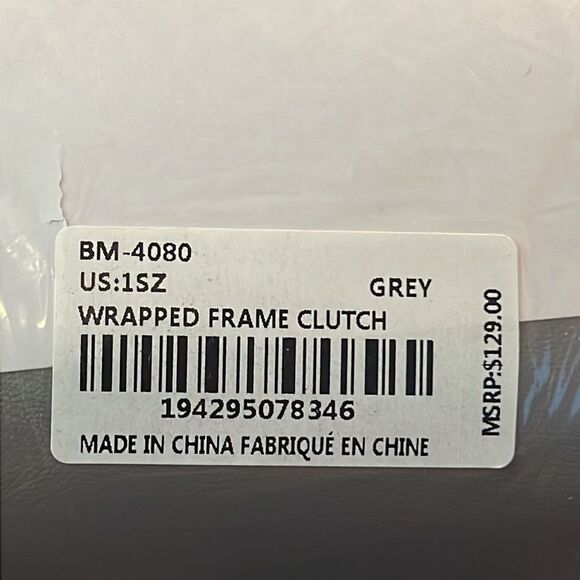 BM-4080
US:1SZ GREY
WRAPPED FRAME CLUTCH
194295078346
MADE IN CHINA FABRIQUÉ EN CHINE
MSRP:$129.00